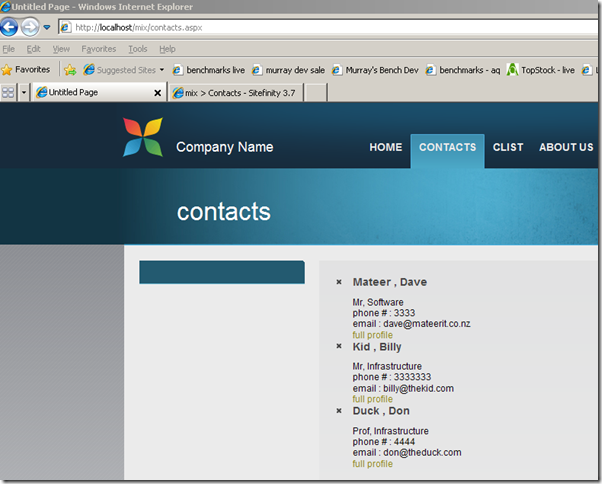 Untitled Page - Windows Internet Explorer
http://localhost/mix/contacts.aspx
File Edit View Favorites Tools Help
Favorites Suggested Sites benchmarks live murray dev sale Murray's Bench Dev benchmarks - aq TopStock - live L
Untitled Page mix > Contacts - Sitefinity 3.7
Company Name HOME CONTACTS CLIST ABOUT US
contacts
Mateer , Dave
Mr, Software
phone # : 3333
email : dave@mateerit.co.nz
full profile
Kid , Billy
Mr, Infrastructure
phone # : 3333333
email : billy@thekid.com
full profile
Duck , Don
Prof, Infrastructure
phone # : 4444
email : don@theduck.com
full profile